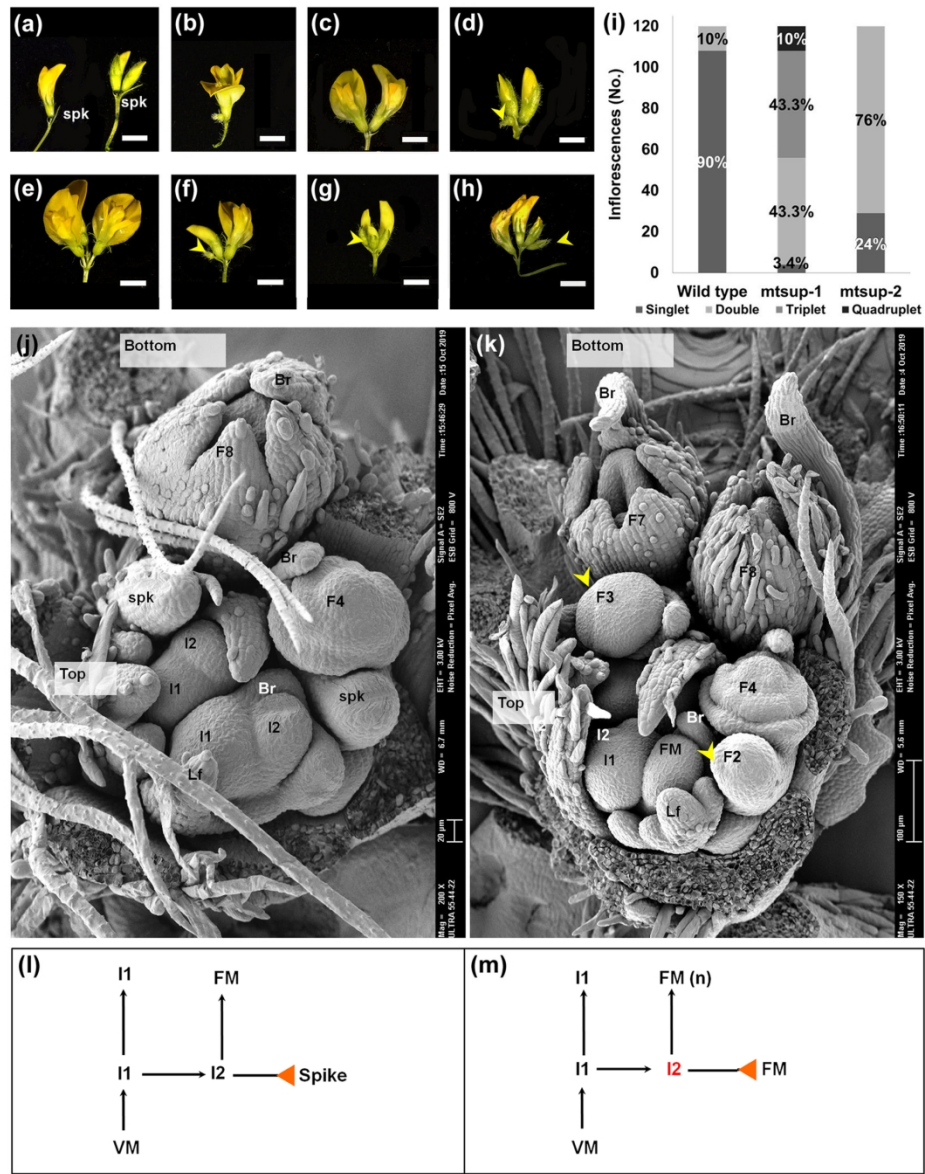 (a)
spk
spk
(b)
(c)
(d)
(e)
(f)
(g)
(h)
(i)
Inflorescences (No.)
120
100
80
60
40
20
0
10%
90%
10%
43.3%
43.3%
3.4%
76%
24%
Wild type
mtsup-1
mtsup-2
Singlet
Double
Triplet
Quadruplet
(j)
Bottom
Br
F8
Br
spk
F4
I2
Top
I1
Br
spk
I1
I2
Lf
Mag = 200 X
ULTRA 55-44-22
20 µm
WD = 6.7 mm
EHT = 3.00 kV
Noise Reduction = Pixel Avg.
Signal A = SE2
ESB Grid = 800 V
Time :15:46:29
Date :15 Oct 2019
(k)
Bottom
Br
Br
F7
F8
F3
Top
F4
I2
Br
I1
FM
F2
Lf
Mag = 150 X
ULTRA 55-44-22
100 µm
WD = 5.6 mm
EHT = 3.00 kV
Noise Reduction = Pixel Avg.
Signal A = SE2
ESB Grid = 800 V
Time :16:50:11
Date :4 Oct 2019
(l)
I1
FM
I1
I2
Spike
VM
(m)
I1
FM (n)
I1
I2
FM
VM